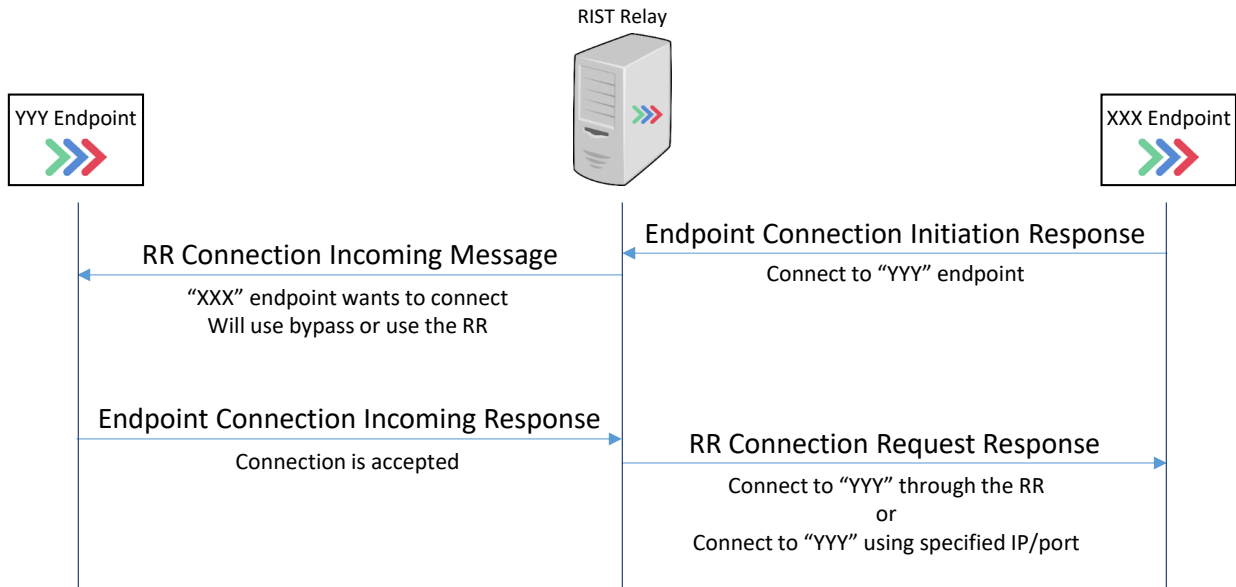 RIST Relay
YYY Endpoint
XXX Endpoint
Endpoint Connection Initiation Response
Connect to “YYY” endpoint
RR Connection Incoming Message
“XXX” endpoint wants to connect
Will use bypass or use the RR
Endpoint Connection Incoming Response
Connection is accepted
RR Connection Request Response
Connect to “YYY” through the RR
or
Connect to “YYY” using specified IP/port